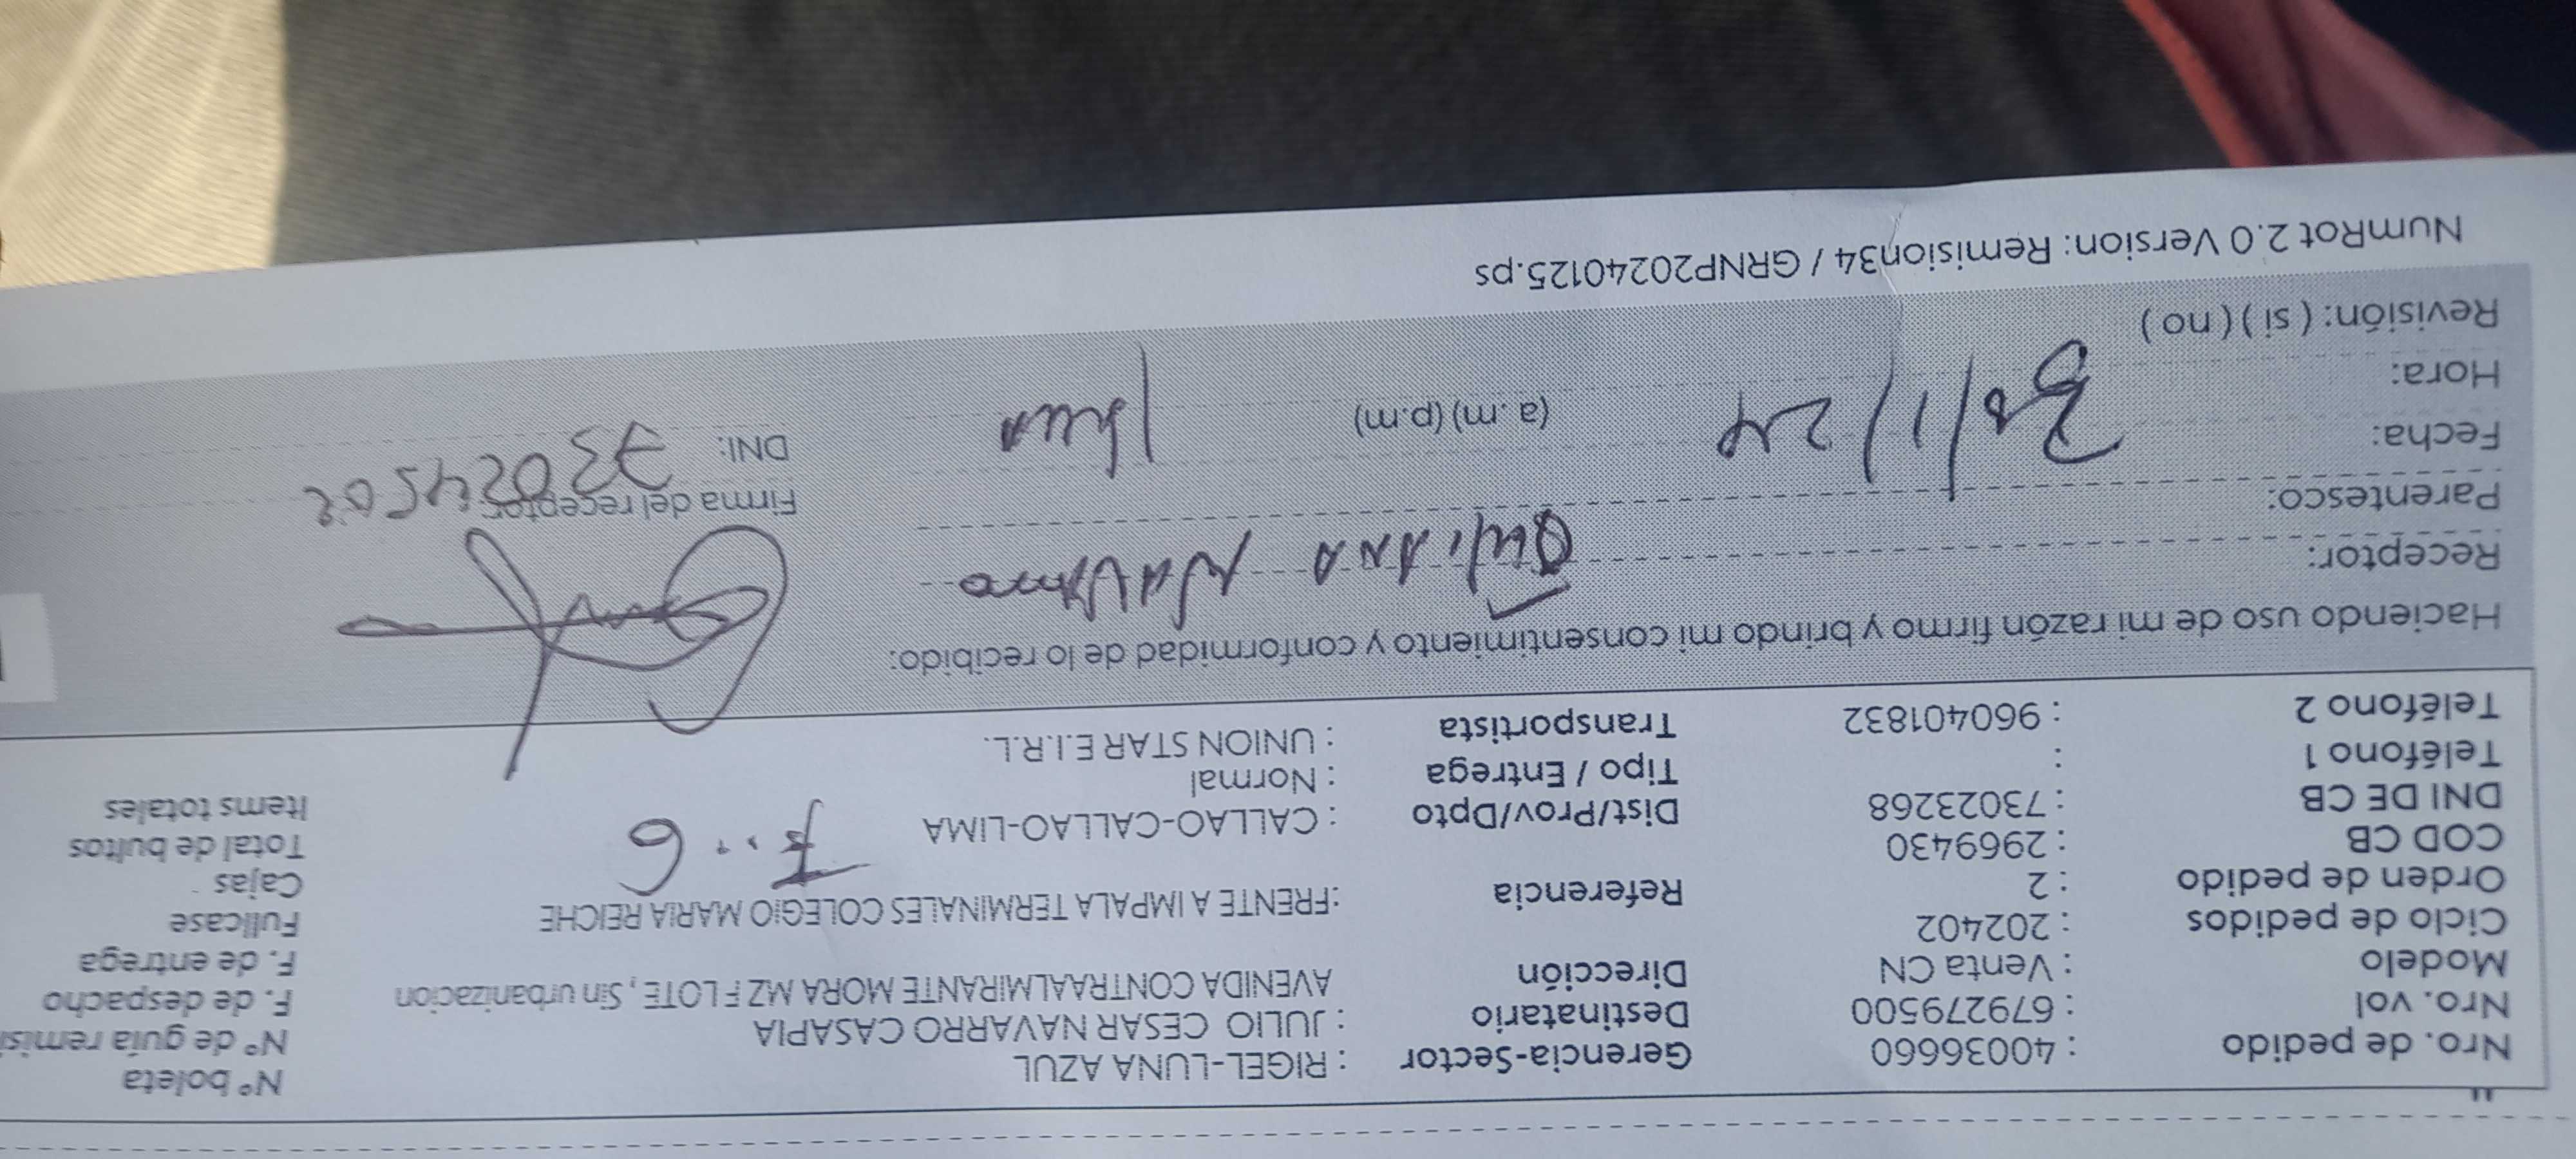 Nro. de pedido : 40036660 Gerencia-Sector : RIGEL-LUNA AZUL Nº boleta
Nro. vol : 6792279500 Destinatario : JULIO CESAR NAVARRO CASAPIA Nº de guía remisi
Modelo : Venta CN Dirección AVENIDA CONTRAALMIRANTE MORA MZ F LOTE , Sin urbanizacion F. de despacho
Ciclo de pedidos : 202402 F. de entrega
Orden de pedido : 2 Referencia :FRENTE A IMPALA TERMINALES COLEGIO MARIA REICHE Fullcase
COD CB : 2969430 Cajas
DNI DE CB : 73023268 Dist/Prov/Dpto : CALLAO-CALLAO-LIMA Total de bultos
Teléfono 1 : Tipo / Entrega : Normal Items totales
Teléfono 2 : 960401832 Transportista : UNION STAR E.I.R.L.
Haciendo uso de mi razón firmo y brindo mi consentimiento y conformidad de lo recibido:
Receptor:
Parentesco: Firma del receptor
Fecha: /1/24 DNI:
Hora: (a.m) (p.m)
Revisión: ( si ) ( no )
NumRot 2.0 Version: Remision34 / GRNP20240125.ps